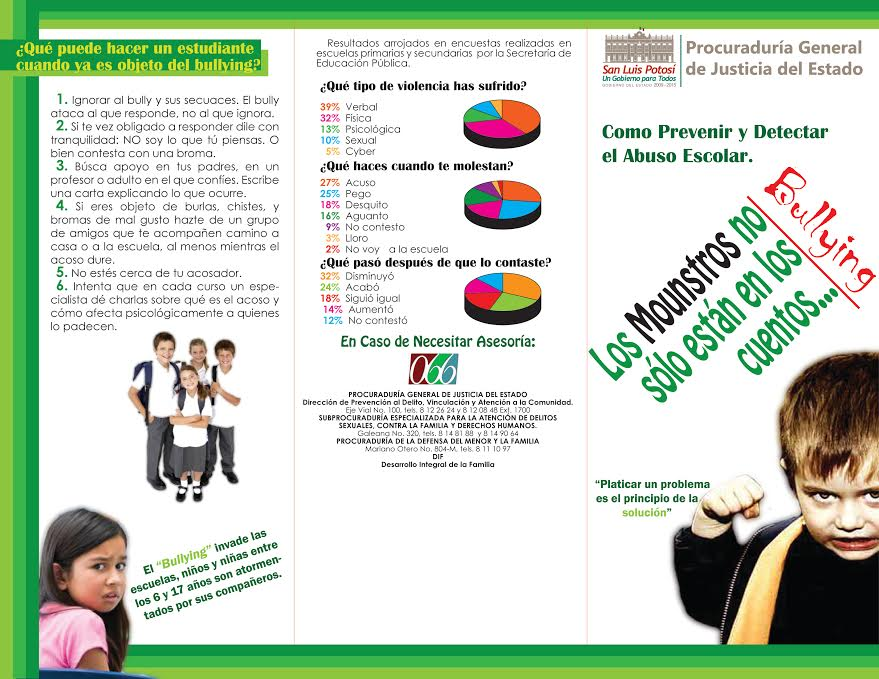 ¿Qué puede hacer un estudiante
cuando ya es objeto del bullying?
1. Ignorar al bully y sus secuaces. El bully
ataca al que responde, no al que ignora.
2. Si te vez obligado a responder dile con
tranquilidad: NO soy lo que tú piensas. O
bien contesta con una broma.
3. Búsca apoyo en tus padres, en un
profesor o adulto en el que confíes. Escribe
una carta explicando lo que ocurre.
4. Si eres objeto de burlas, chistes, y
bromas de mal gusto hazte de un grupo
de amigos que te acompañen camino a
casa o a la escuela, al menos mientras el
acoso dure.
5. No estés cerca de tu acosador.
6. Intenta que en cada curso un espe-
cialista dé charlas sobre qué es el acoso y
cómo afecta psicológicamente a quienes
lo padecen.
El "Bullying" invade las
escuelas, niños y niñas entre
los 6 y 17 años son atormen-
tados por sus compañeros.
Resultados arrojados en encuestas realizadas en
escuelas primarias y secundarias por la Secretaría de
Educación Pública.
¿Qué tipo de violencia has sufrido?
39% Verbal
32% Física
13% Psicológica
10% Sexual
5% Cyber
¿Qué haces cuando te molestan?
27% Acuso
25% Pego
18% Desquito
16% Aguanto
9% No contesto
3% Lloro
2% No voy a la escuela
¿Qué pasó después de que lo contaste?
32% Disminuyó
24% Acabó
18% Siguió igual
14% Aumentó
12% No contestó
En Caso de Necesitar Asesoría:
066
PROCURADURÍA GENERAL DE JUSTICIA DEL ESTADO
Dirección de Prevención al Delito, Vinculación y Atención a la Comunidad.
Eje Vial No. 100, tels. 8 12 26 24 y 8 12 08 48 Ext. 1700
SUBPROCURADURÍA ESPECIALIZADA PARA LA ATENCIÓN DE DELITOS
SEXUALES, CONTRA LA FAMILIA Y DERECHOS HUMANOS.
Galeana No. 320, tels. 8 14 81 88 y 8 14 90 64
PROCURADURÍA DE LA DEFENSA DEL MENOR Y LA FAMILIA
Mariano Otero No. 804-M, tels. 8 11 10 97
DIF
Desarrollo Integral de la Familia
San Luis Potosí
Un Gobierno para Todos
GOBIERNO DEL ESTADO 2009-2015
Procuraduría General
de Justicia del Estado
Como Prevenir y Detectar
el Abuso Escolar.
Bullying
Los Mounstros no
sólo están en los
cuentos...
"Platicar un problema
es el principio de la
solución"